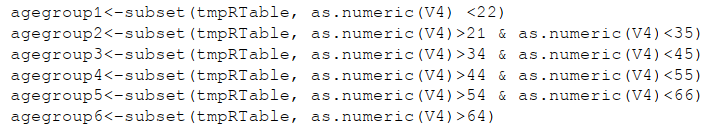 agegroup1<-subset(tmpRTable, as.numeric(V4) <22)
agegroup2<-subset(tmpRTable, as.numeric(V4)>21 & as.numeric(V4)<35)
agegroup3<-subset(tmpRTable, as.numeric(V4)>34 & as.numeric(V4)<45)
agegroup4<-subset(tmpRTable, as.numeric(V4)>44 & as.numeric(V4)<55)
agegroup5<-subset(tmpRTable, as.numeric(V4)>54 & as.numeric(V4)<66)
agegroup6<-subset(tmpRTable, as.numeric(V4)>64)